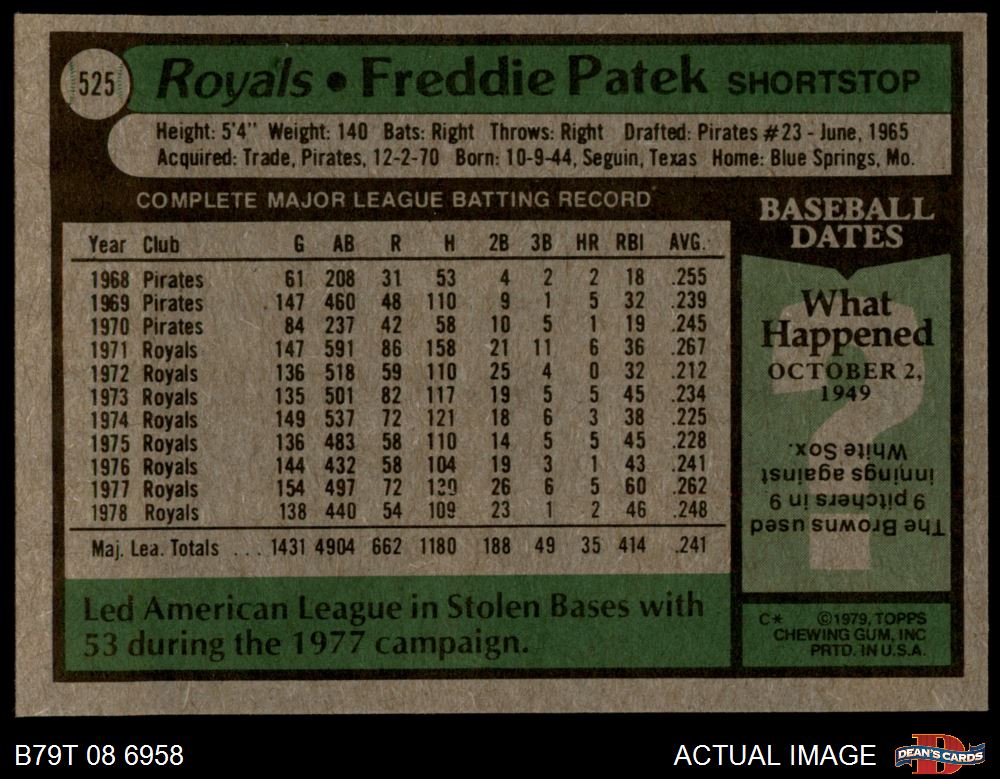 525
Royals • Freddie Patek SHORTSTOP
Height: 5'4" Weight: 140 Bats: Right Throws: Right Drafted: Pirates #23 - June, 1965
Acquired: Trade, Pirates, 12-2-70 Born: 10-9-44, Seguin, Texas Home: Blue Springs, Mo.
COMPLETE MAJOR LEAGUE BATTING RECORD
Year Club G AB R H 2B 3B HR RBI AVG.
1968 Pirates 61 208 31 53 4 2 2 18 .255
1969 Pirates 147 460 48 110 9 1 5 32 .239
1970 Pirates 84 237 42 58 10 5 1 19 .245
1971 Royals 147 591 86 158 21 11 6 36 .267
1972 Royals 136 518 59 110 25 4 0 32 .212
1973 Royals 135 501 82 117 19 5 5 45 .234
1974 Royals 149 537 72 121 18 6 3 38 .225
1975 Royals 136 483 58 110 14 5 5 45 .228
1976 Royals 144 432 58 104 19 3 1 43 .241
1977 Royals 154 497 72 26 6 5 60 .262
1978 Royals 138 440 54 109 23 1 2 46 .248
Maj. Lea. Totals ... 1431 4904 662 1180 188 49 35 414 .241
Led American League in Stolen Bases with
53 during the 1977 campaign.
BASEBALL
DATES
What
Happened
OCTOBER 2,
1949
?
The Browns used
9 pitchers in 9
innings against
White Sox.
C* ©1979, TOPPS
CHEWING GUM, INC
PRTD. IN U.S.A.
B79T 08 6958
ACTUAL IMAGE
DEAN'S CARDS